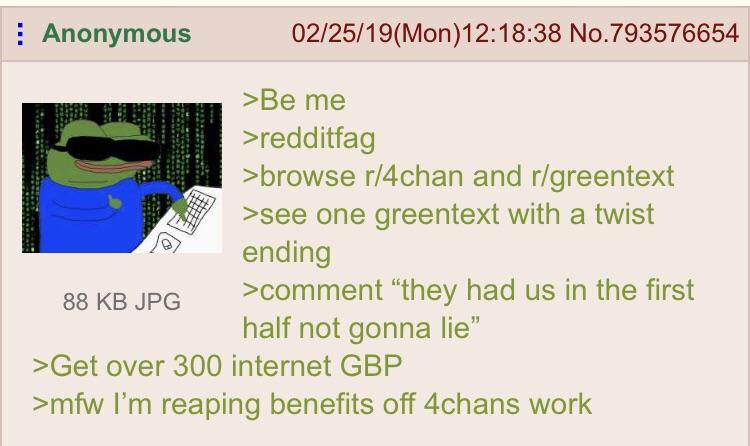 Anonymous 02/25/19(Mon)12:18:38 No.793576654
>Be me
>redditfag
>browse r/4chan and r/greentext
>see one greentext with a twist
ending
>comment “they had us in the first
half not gonna lie”
88 KB JPG
>Get over 300 internet GBP
>mfw I’m reaping benefits off 4chans work